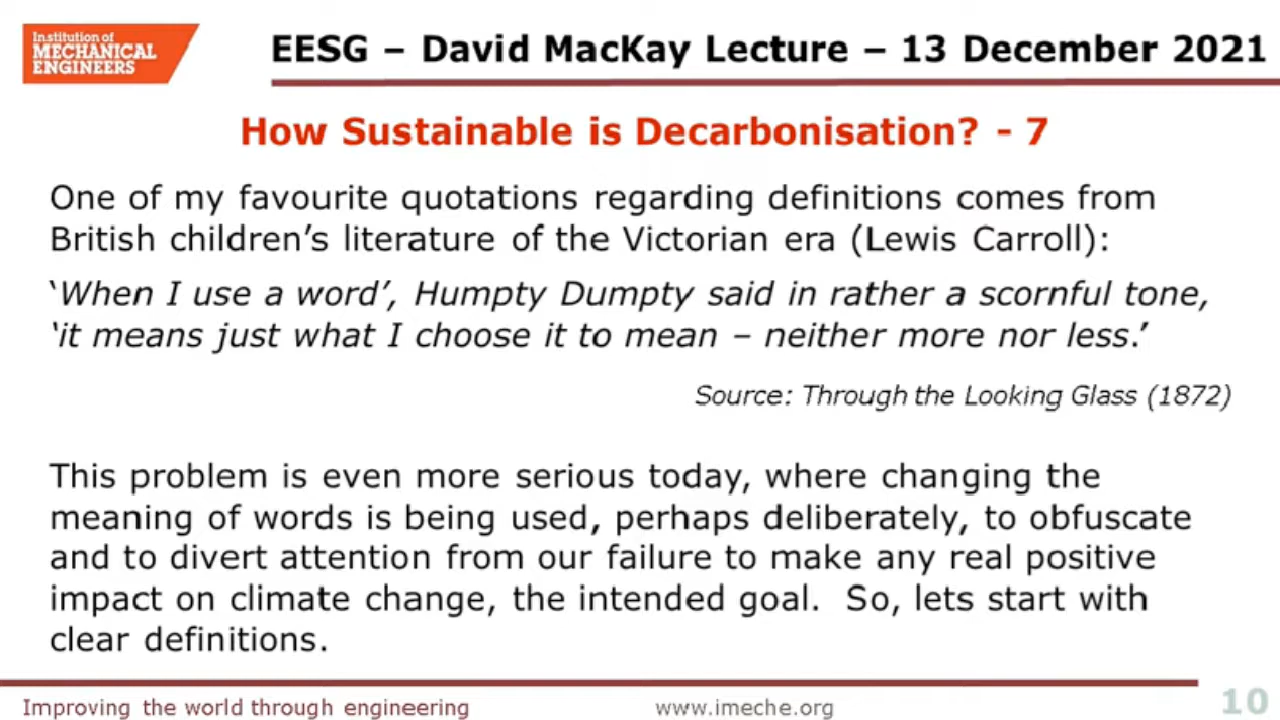 Institution of
MECHANICAL
ENGINEERS
EESG – David MacKay Lecture – 13 December 2021
How Sustainable is Decarbonisation? - 7
One of my favourite quotations regarding definitions comes from
British children’s literature of the Victorian era (Lewis Carroll):
‘When I use a word’, Humpty Dumpty said in rather a scornful tone,
‘it means just what I choose it to mean – neither more nor less.’
Source: Through the Looking Glass (1872)
This problem is even more serious today, where changing the
meaning of words is being used, perhaps deliberately, to obfuscate
and to divert attention from our failure to make any real positive
impact on climate change, the intended goal.  So, lets start with
clear definitions.
Improving the world through engineering
www.imeche.org
10